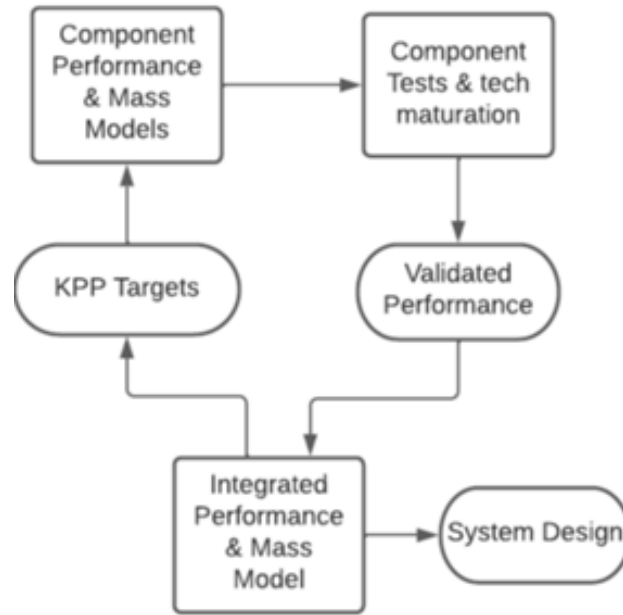 Component
Performance
& Mass
Models
Component
Tests & tech
maturation
KPP Targets
Validated
Performance
Integrated
Performance
& Mass
Model
System Design